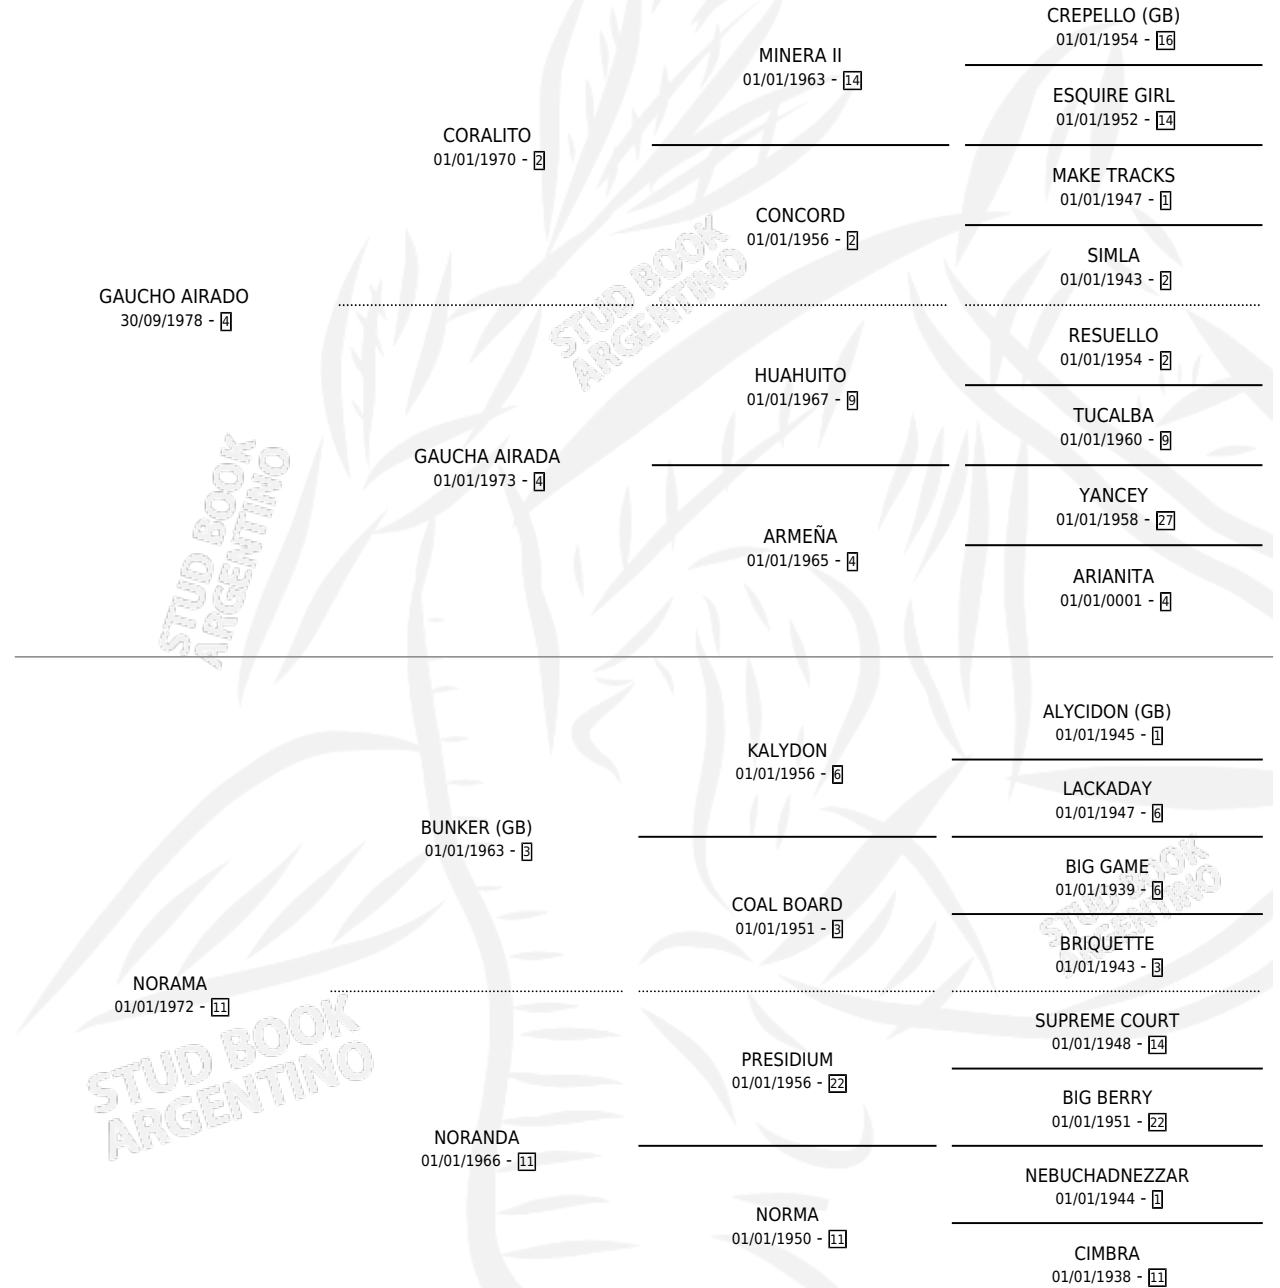 CREPELLO (GB)
01/01/1954 - 16
MINERA II
01/01/1963 - 14
ESQUIRE GIRL
01/01/1952 - 14
CORALITO
01/01/1970 - 2
MAKE TRACKS
01/01/1947 - 1
CONCORD
01/01/1956 - 2
SIMLA
01/01/1943 - 2
GAUCHO AIRADO
30/09/1978 - 4
RESUELLO
01/01/1954 - 2
HUAHUITO
01/01/1967 - 9
TUCALBA
01/01/1960 - 9
GAUCHA AIRADA
01/01/1973 - 4
YANCEY
01/01/1958 - 27
ARMEÑA
01/01/1965 - 4
ARIANITA
01/01/0001 - 4
ALYCIDON (GB)
01/01/1945 - 1
KALYDON
01/01/1956 - 6
LACKADAY
01/01/1947 - 6
BUNKER (GB)
01/01/1963 - 3
BIG GAME
01/01/1939 - 6
COAL BOARD
01/01/1951 - 3
BRIQUETTE
01/01/1943 - 3
NORAMA
01/01/1972 - 11
SUPREME COURT
01/01/1948 - 14
PRESIDIUM
01/01/1956 - 22
BIG BERRY
01/01/1951 - 22
NORANDA
01/01/1966 - 11
NEBUCHADNEZZAR
01/01/1944 - 1
NORMA
01/01/1950 - 11
CIMBRA
01/01/1938 - 11
STUD BOOK
ARGENTINO
STUD BOOK
ARGENTINO
STUD BOOK
ARGENTINO
STUD BOOK
ARGENTINO